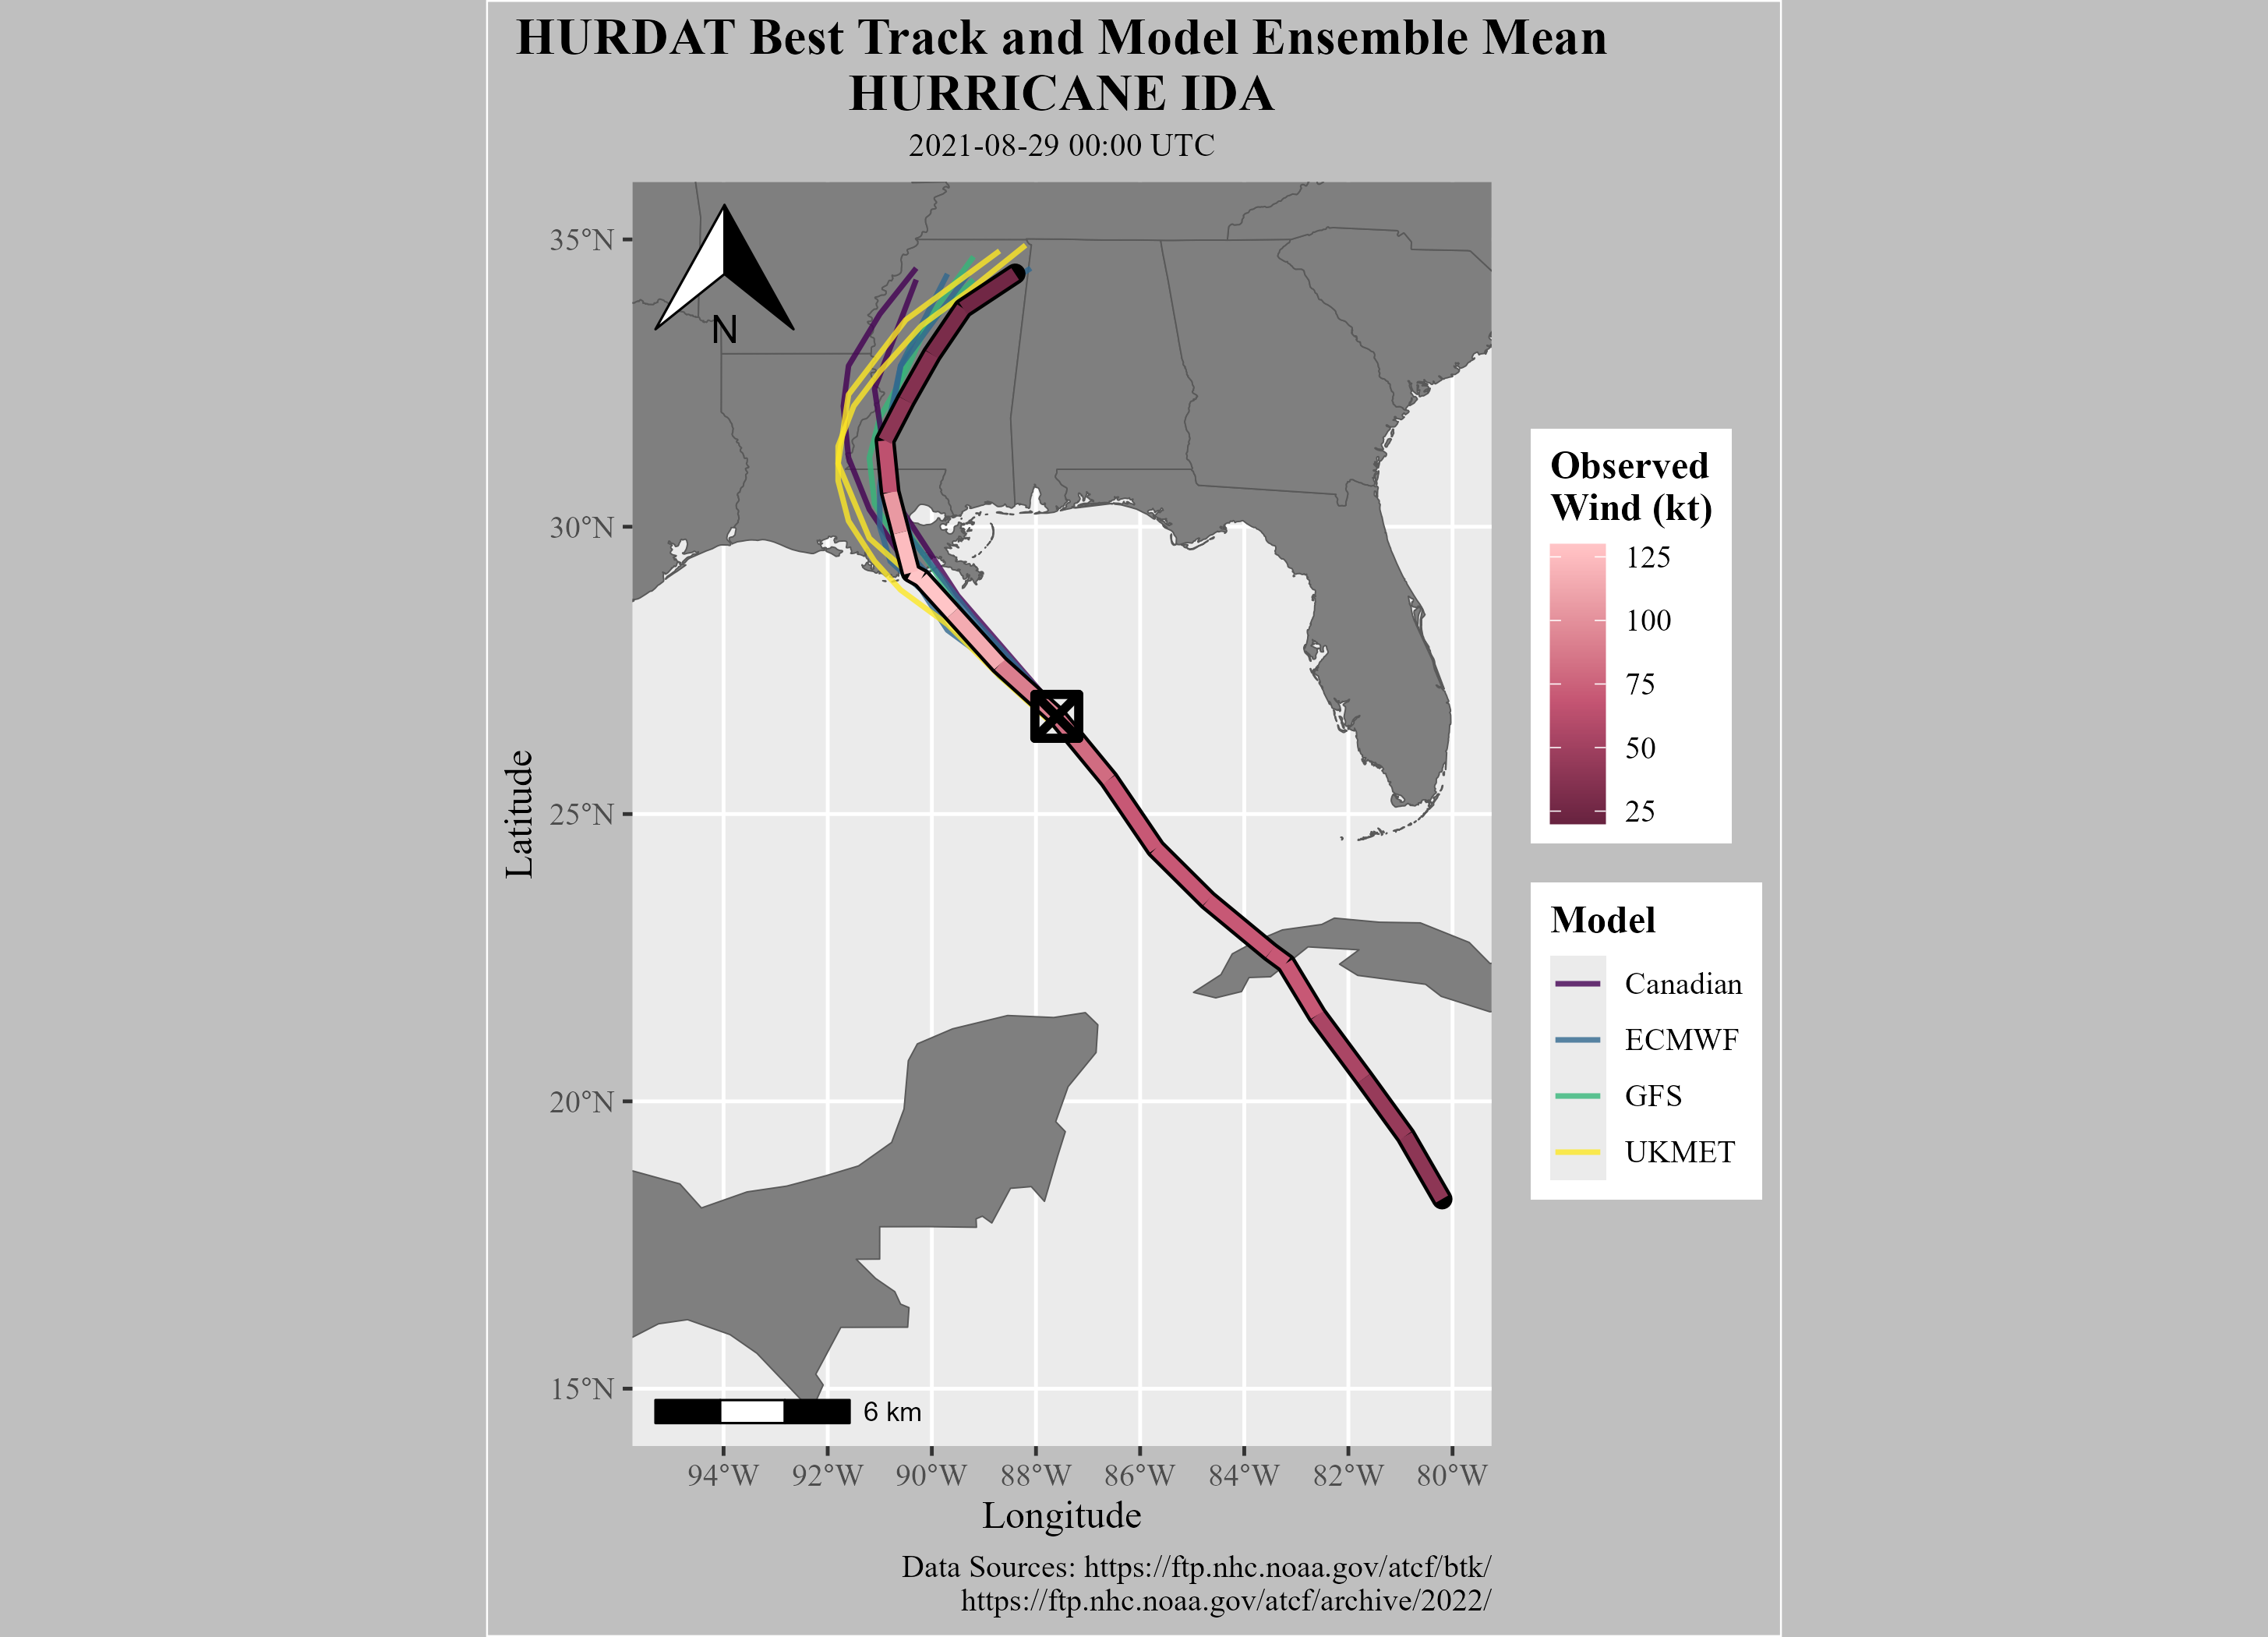 HURDAT Best Track and Model Ensemble Mean
HURRICANE IDA
2021-08-29 00:00 UTC
35°N
30°N
25°N
20°N
15°N
Latitude
N
6 km
94°W 92°W 90°W 88°W 86°W 84°W 82°W 80°W
Longitude
Observed
Wind (kt)
125
100
75
50
25
Model
Canadian
ECMWF
GFS
UKMET
Data Sources: https://ftp.nhc.noaa.gov/atcf/btk/
https://ftp.nhc.noaa.gov/atcf/archive/2022/